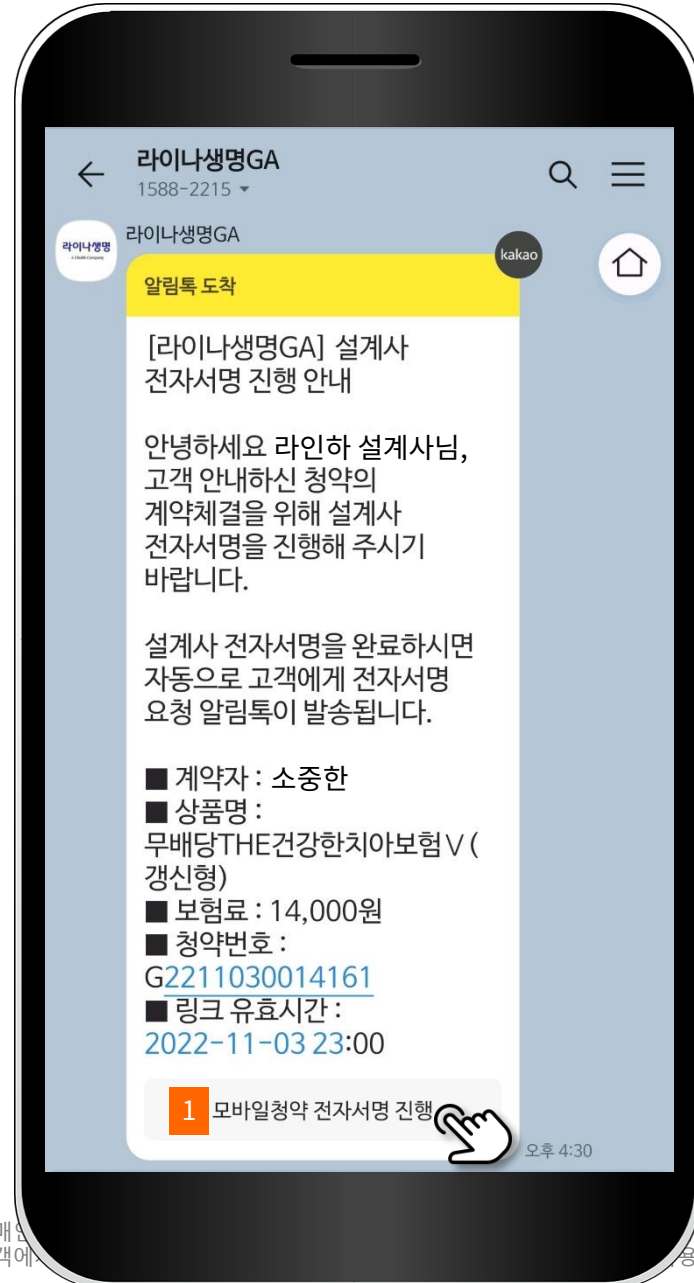 라이나생명GA
1588-2215
라이나생명
라이나생명GA
kakao
알림톡 도착
[라이나생명GA] 설계사
전자서명 진행 안내
안녕하세요 라인하 설계사님,
고객 안내하신 청약의
계약체결을 위해 설계사
전자서명을 진행해 주시기
바랍니다.
설계사 전자서명을 완료하시면
자동으로 고객에게 전자서명
요청 알림톡이 발송됩니다.
■ 계약자 : 소중한
■ 상품명 :
무배당THE건강한치아보험Ⅴ(
갱신형)
■ 보험료 : 14,000원
■ 청약번호 :
G2211030014161
■ 링크 유효시간 :
2022-11-03 23:00
1 모바일청약 전자서명 진행
오후 4:30